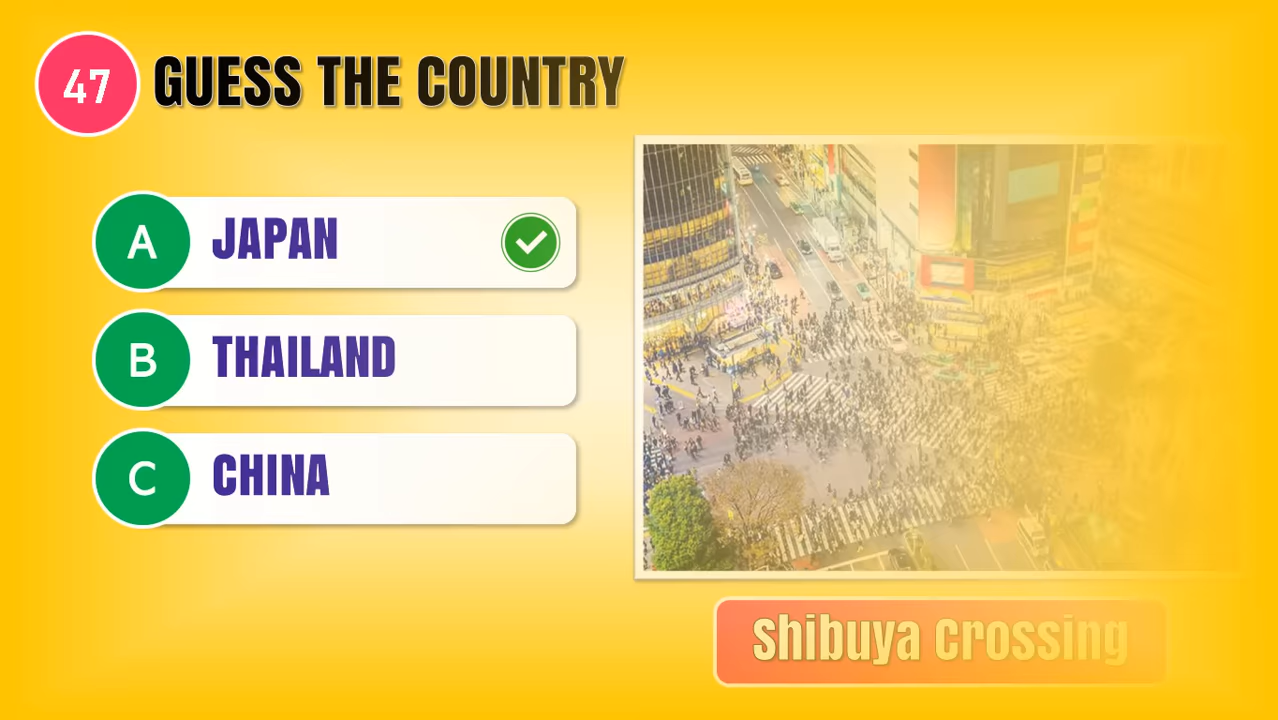 47
GUESS THE COUNTRY
A JAPAN
B THAILAND
C CHINA
Shibuya Crossing